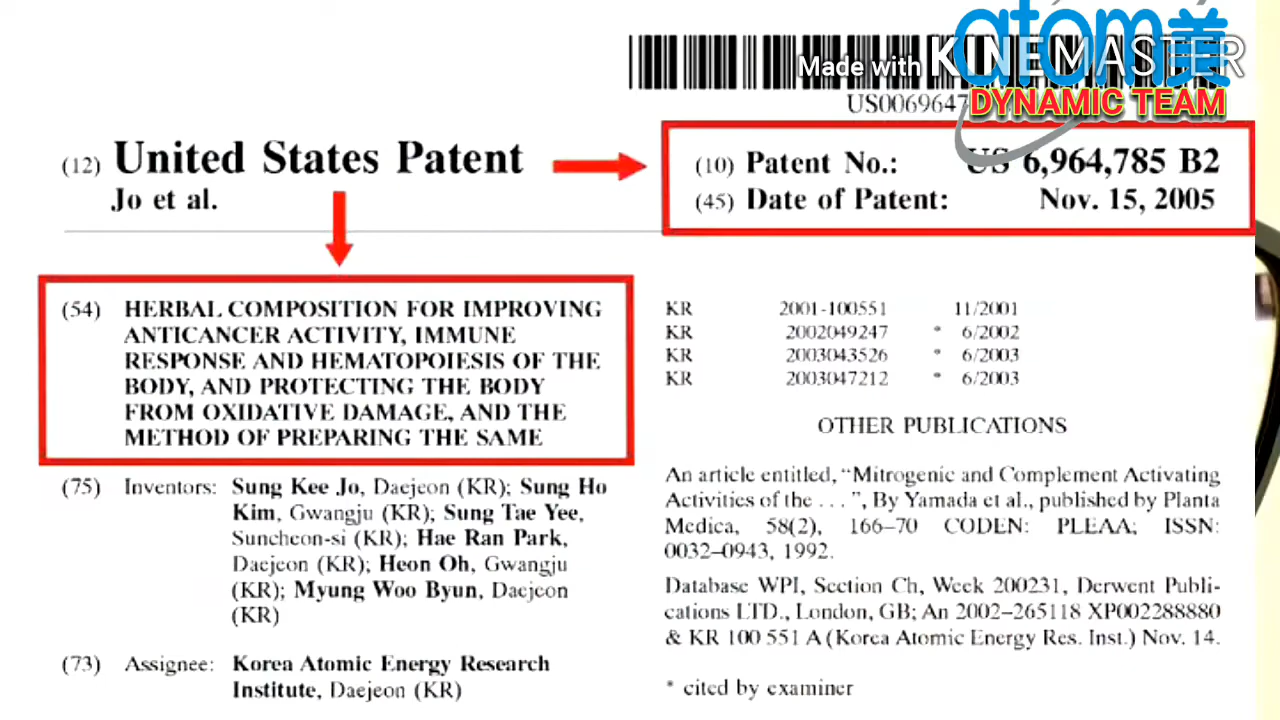 atom美
Made with KINEMASTER
DYNAMIC TEAM
(12) United States Patent
Jo et al.
(10) Patent No.: US 6,964,785 B2
(45) Date of Patent: Nov. 15, 2005
(54) HERBAL COMPOSITION FOR IMPROVING
ANTICANCER ACTIVITY, IMMUNE
RESPONSE AND HEMATOPOIESIS OF THE
BODY, AND PROTECTING THE BODY
FROM OXIDATIVE DAMAGE, AND THE
METHOD OF PREPARING THE SAME
(75) Inventors: Sung Kee Jo, Daejeon (KR); Sung Ho
Kim, Gwangju (KR); Sung Tae Yee,
Suncheon-si (KR); Hae Ran Park,
Daejeon (KR); Heon Oh, Gwangju
(KR); Myung Woo Byun, Daejeon
(KR)
(73) Assignee: Korea Atomic Energy Research
Institute, Daejeon (KR)
KR 2001-100551 11/2001
KR 2002049247 * 6/2002
KR 2003043526 * 6/2003
KR 2003047212 * 6/2003
OTHER PUBLICATIONS
An article entitled, “Mitrogenic and Complement Activating
Activities of the . . . ”, By Yamada et al., published by Planta
Medica, 58(2), 166–70 CODEN: PLEAA; ISSN:
0032–0943, 1992.
Database WPI, Section Ch, Week 200231, Derwent Publi-
cations LTD., London, GB; An 2002–265118 XP002288880
& KR 100 551 A (Korea Atomic Energy Res. Inst.) Nov. 14.
* cited by examiner